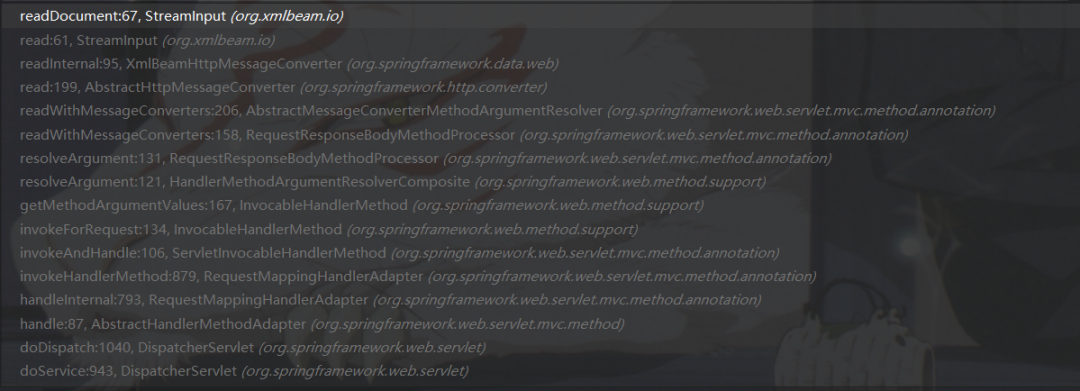 readDocument:67, StreamInput (org.xmlbeam.io)
read:61, StreamInput (org.xmlbeam.io)
readInternal:95, XmlBeamHttpMessageConverter (org.springframework.data.web)
read:199, AbstractHttpMessageConverter (org.springframework.http.converter)
readWithMessageConverters:206, AbstractMessageConverterMethodArgumentResolver (org.springframework.web.servlet.mvc.method.annotation)
readWithMessageConverters:158, RequestResponseBodyMethodProcessor (org.springframework.web.servlet.mvc.method.annotation)
resolveArgument:131, RequestResponseBodyMethodProcessor (org.springframework.web.servlet.mvc.method.annotation)
resolveArgument:121, HandlerMethodArgumentResolverComposite (org.springframework.web.method.support)
getMethodArgumentValues:167, InvocableHandlerMethod (org.springframework.web.method.support)
invokeForRequest:134, InvocableHandlerMethod (org.springframework.web.method.support)
invokeAndHandle:106, ServletInvocableHandlerMethod (org.springframework.web.servlet.mvc.method.annotation)
invokeHandlerMethod:879, RequestMappingHandlerAdapter (org.springframework.web.servlet.mvc.method.annotation)
handleInternal:793, RequestMappingHandlerAdapter (org.springframework.web.servlet.mvc.method.annotation)
handle:87, AbstractHandlerMethodAdapter (org.springframework.web.servlet.mvc.method)
doDispatch:1040, DispatcherServlet (org.springframework.web.servlet)
doService:943, DispatcherServlet (org.springframework.web.servlet)